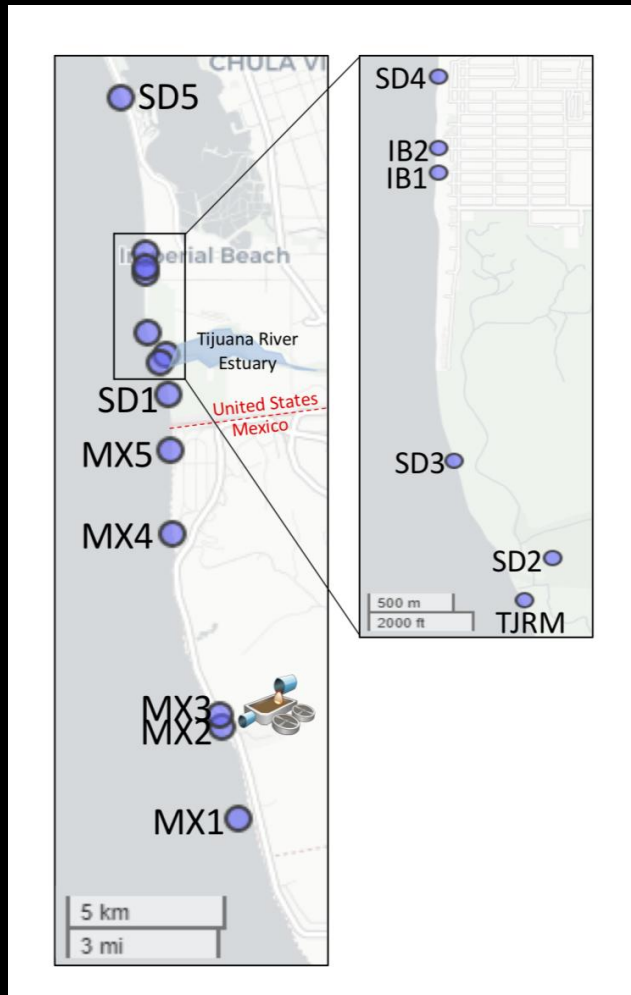 CHULA VI
SD5
Imperial Beach
Tijuana River
Estuary
SD1
United States
Mexico
MX5
MX4
MX3
MX2
MX1
5 km
3 mi
SD4
IB2
IB1
SD3
SD2
TJRM
500 m
2000 ft